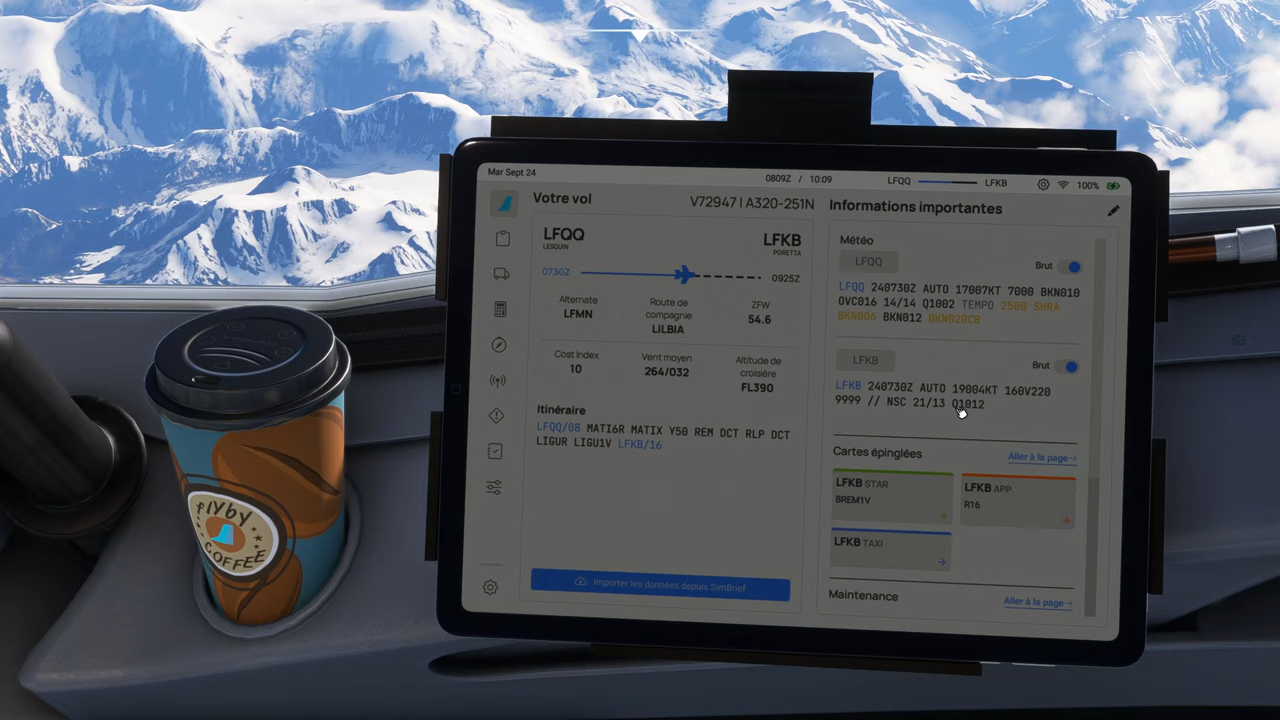 Mar Sept 24
0809Z / 10:09
LFQQ
LFKB
100%
Votre vol
V72947 | A320-251N
LFQQ
LESQUIN
LFKB
PORETTA
0730Z
0925Z
Alternate
LFMN
Route de
compagnie
LILBIA
ZFW
54.6
Cost Index
10
Vent moyen
264/032
Altitude de
croisière
FL390
Itinéraire
LFQQ/08 MATI6R MATIX Y50 REM DCT RLP DCT
LIGUR LIGU1V LFKB/16
Importer les données depuis SimBrief
Informations importantes
Météo
LFQQ
Brut
LFQQ 240730Z AUTO 17007KT 7000 BKN010
OVC016 14/14 Q1002 TEMPO 2500 SHRA
BKN006 BKN012 BKN020CB
LFKB
Brut
LFKB 240730Z AUTO 19004KT 160V220
9999 // NSC 21/13 Q1012
Cartes épinglées
Aller à la page
LFKB STAR
BREM1V
LFKB APP
R16
LFKB TAXI
Maintenance
Aller à la page
flyby
COFFEE